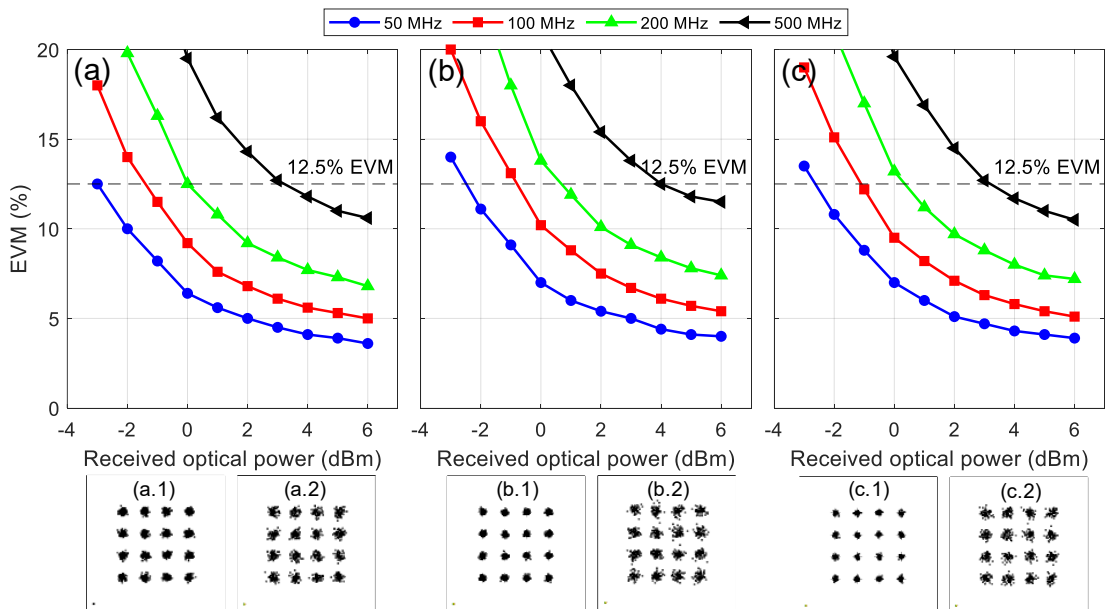 50 MHz 100 MHz 200 MHz 500 MHz
(a) (b) (c)
20
15
10
5
0
EVM (%)
12.5% EVM 12.5% EVM 12.5% EVM
-4 -2 0 2 4 6 -4 -2 0 2 4 6 -4 -2 0 2 4 6
Received optical power (dBm) Received optical power (dBm) Received optical power (dBm)
(a.1) (a.2) (b.1) (b.2) (c.1) (c.2)